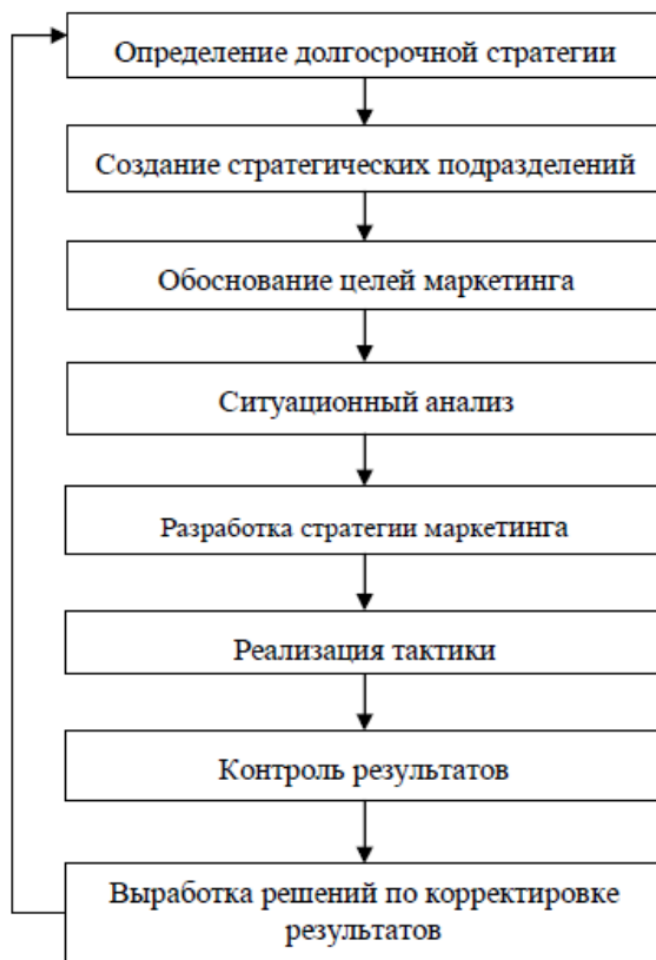 Определение долгосрочной стратегии
Создание стратегических подразделений
Обоснование целей маркетинга
Ситуационный анализ
Разработка стратегии маркетинга
Реализация тактики
Контроль результатов
Выработка решений по корректировке
результатов